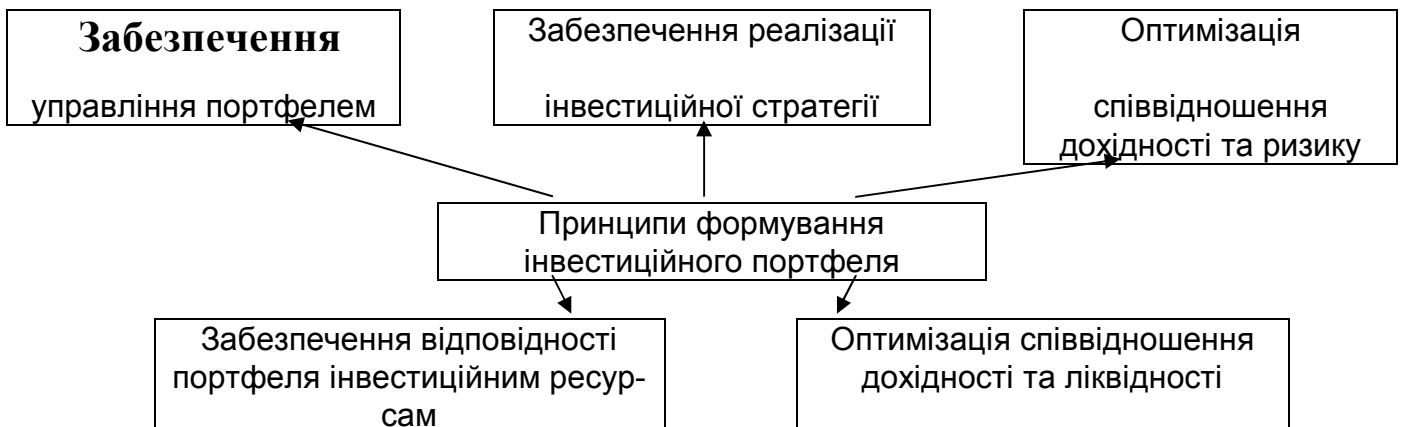 Забезпечення
управління портфелем
Забезпечення реалізації
інвестиційної стратегії
Оптимізація
співвідношення
дохідності та ризику
Принципи формування
інвестиційного портфеля
Забезпечення відповідності
портфеля інвестиційним ресур-
сам
Оптимізація співвідношення
дохідності та ліквідності